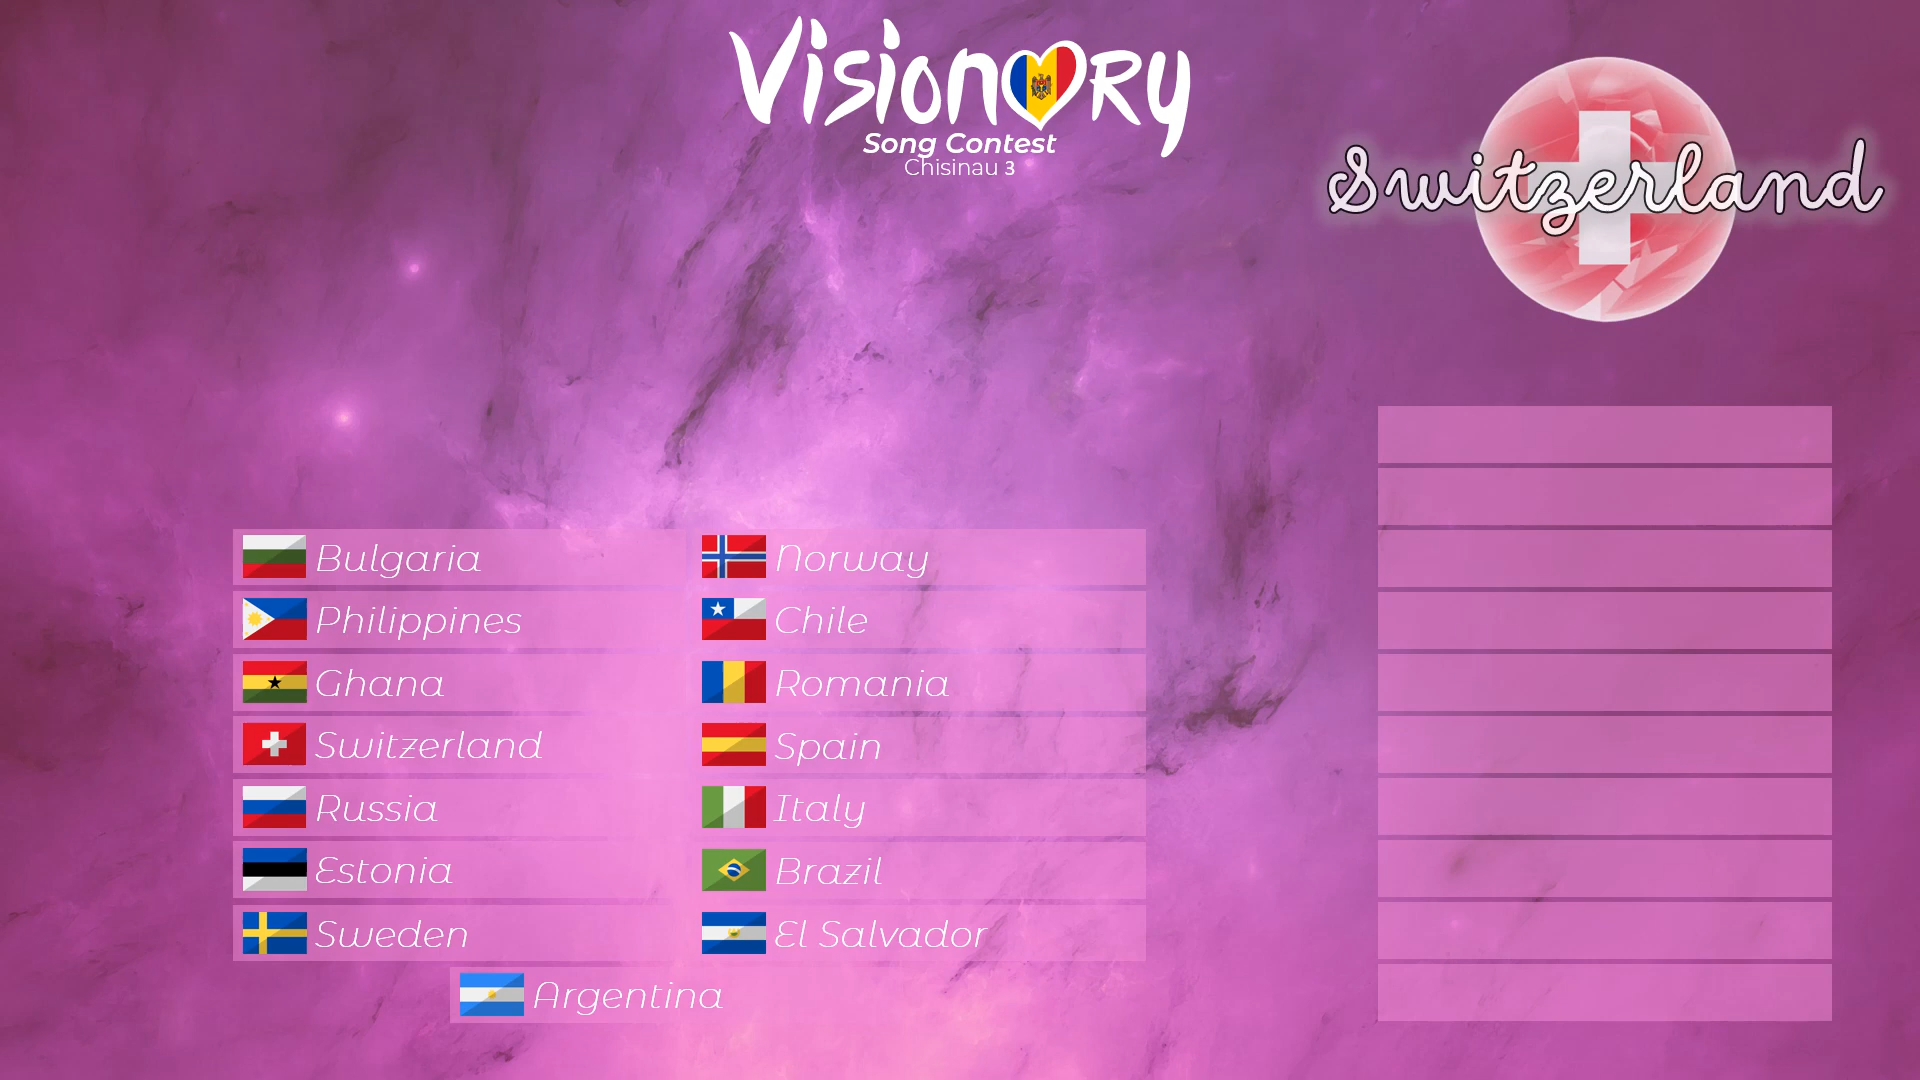 Visionary
Song Contest
Chisinau 3
Switzerland
Bulgaria
Norway
Philippines
Chile
Ghana
Romania
Switzerland
Spain
Russia
Italy
Estonia
Brazil
Sweden
El Salvador
Argentina